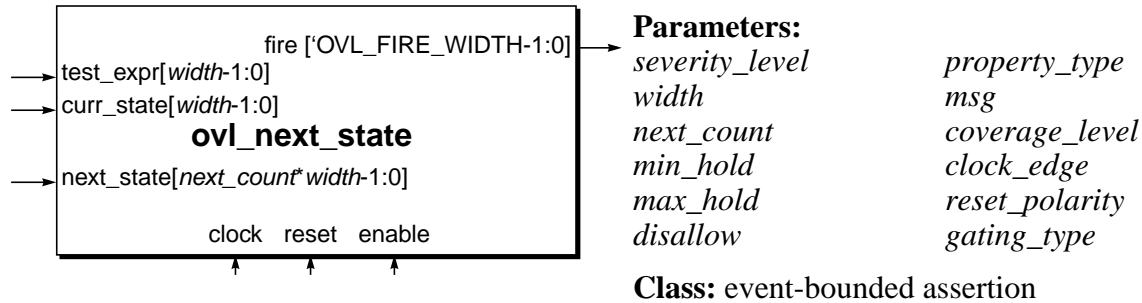 fire [‘OVL_FIRE_WIDTH-1:0]
test_expr[width-1:0]
curr_state[width-1:0]
ovl_next_state
next_state[next_count*width-1:0]
clock reset enable
Parameters:
severity_level property_type
width msg
next_count coverage_level
min_hold clock_edge
max_hold reset_polarity
disallow gating_type
Class: event-bounded assertion